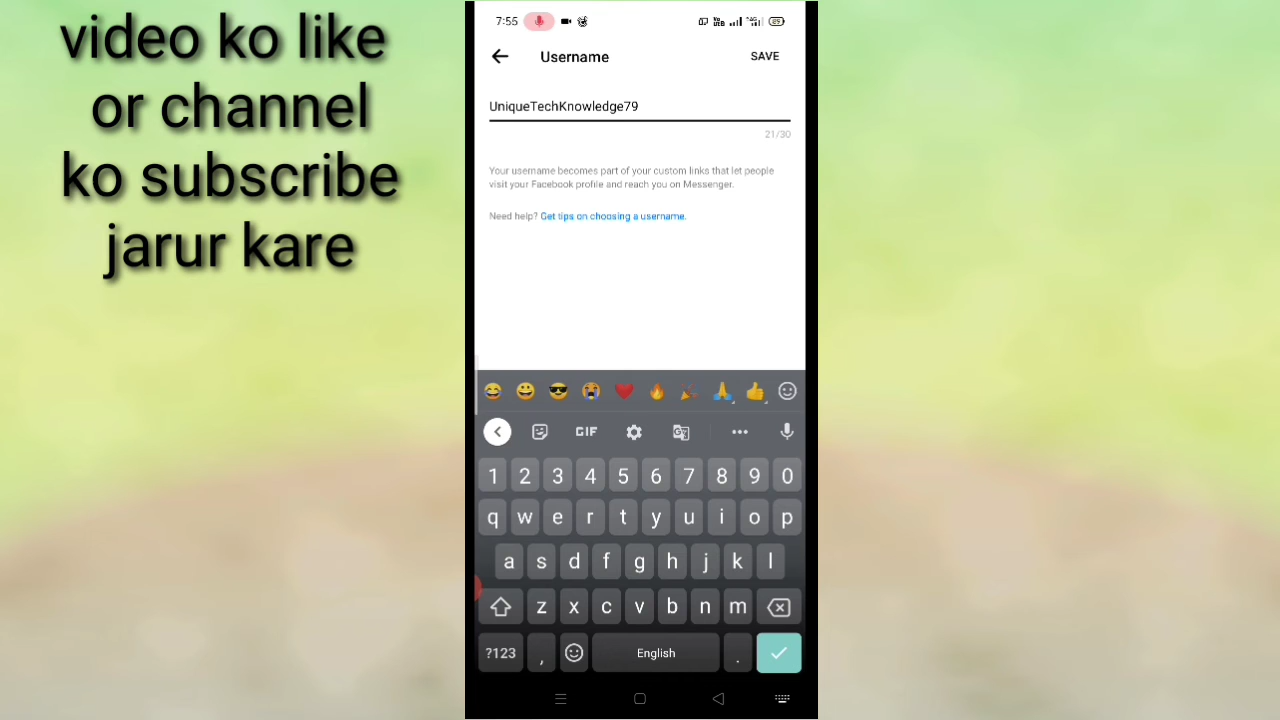 video ko like
or channel
ko subscribe
jarur kare
7:55
89
Username
SAVE
UniqueTechKnowledge79
21/30
Your username becomes part of your custom links that let people
visit your Facebook profile and reach you on Messenger.
Need help? Get tips on choosing a username.
GIF
1 2 3 4 5 6 7 8 9 0
q w e r t y u i o p
a s d f g h j k l
z x c v b n m
?123 , English .